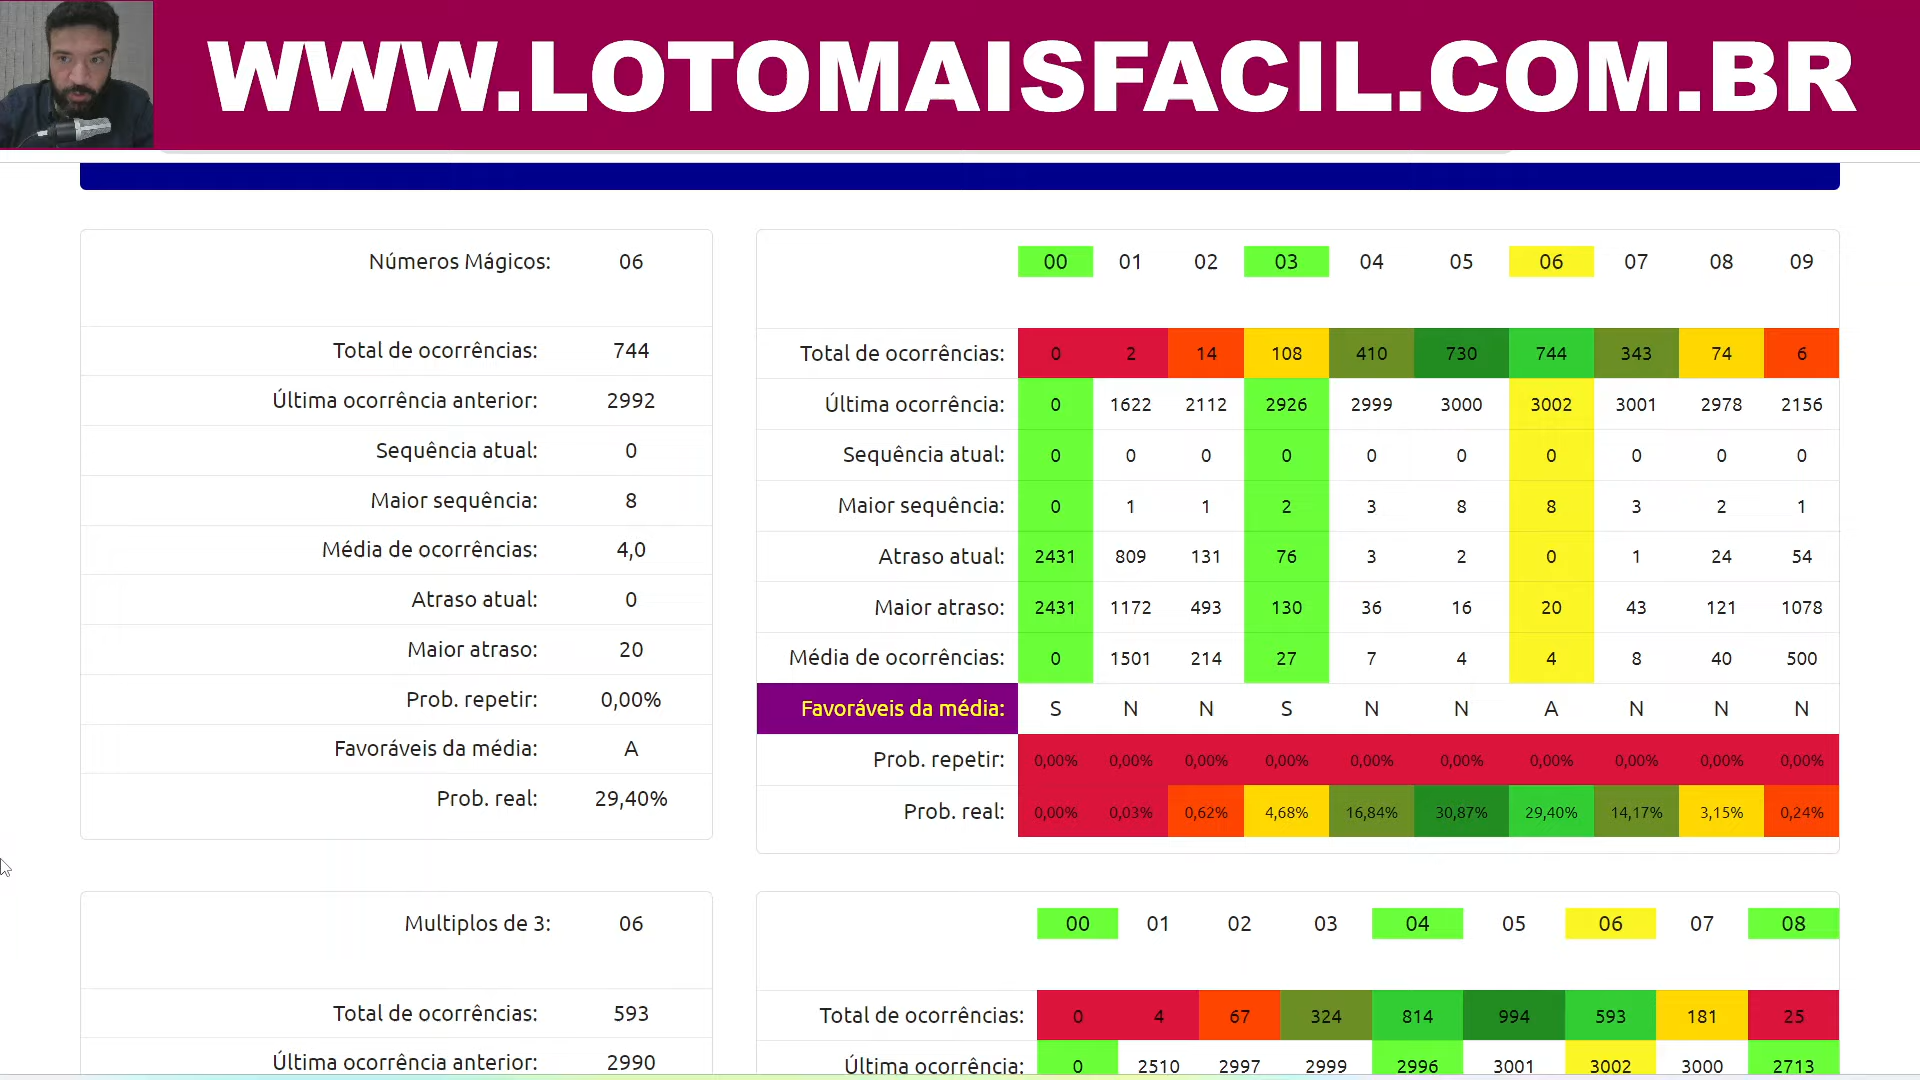 WWW.LOTOMAISFACIL.COM.BR
Números Mágicos: 06
Total de ocorrências: 744
Última ocorrência anterior: 2992
Sequência atual: 0
Maior sequência: 8
Média de ocorrências: 4,0
Atraso atual: 0
Maior atraso: 20
Prob. repetir: 0,00%
Favoráveis da média: A
Prob. real: 29,40%
00 01 02 03 04 05 06 07 08 09
Total de ocorrências: 0 2 14 108 410 730 744 343 74 6
Última ocorrência: 0 1622 2112 2926 2999 3000 3002 3001 2978 2156
Sequência atual: 0 0 0 0 0 0 0 0 0 0
Maior sequência: 0 1 1 2 3 8 8 3 2 1
Atraso atual: 2431 809 131 76 3 2 0 1 24 54
Maior atraso: 2431 1172 493 130 36 16 20 43 121 1078
Média de ocorrências: 0 1501 214 27 7 4 4 8 40 500
Favoráveis da média: S N N S N N A N N N
Prob. repetir: 0,00% 0,00% 0,00% 0,00% 0,00% 0,00% 0,00% 0,00% 0,00% 0,00%
Prob. real: 0,00% 0,03% 0,62% 4,68% 16,84% 30,87% 29,40% 14,17% 3,15% 0,24%
Multiplos de 3: 06
Total de ocorrências: 593
Última ocorrência anterior: 2990
00 01 02 03 04 05 06 07 08
Total de ocorrências: 0 4 67 324 814 994 593 181 25
Última ocorrência: 0 2510 2997 2999 2996 3001 3002 3000 2713